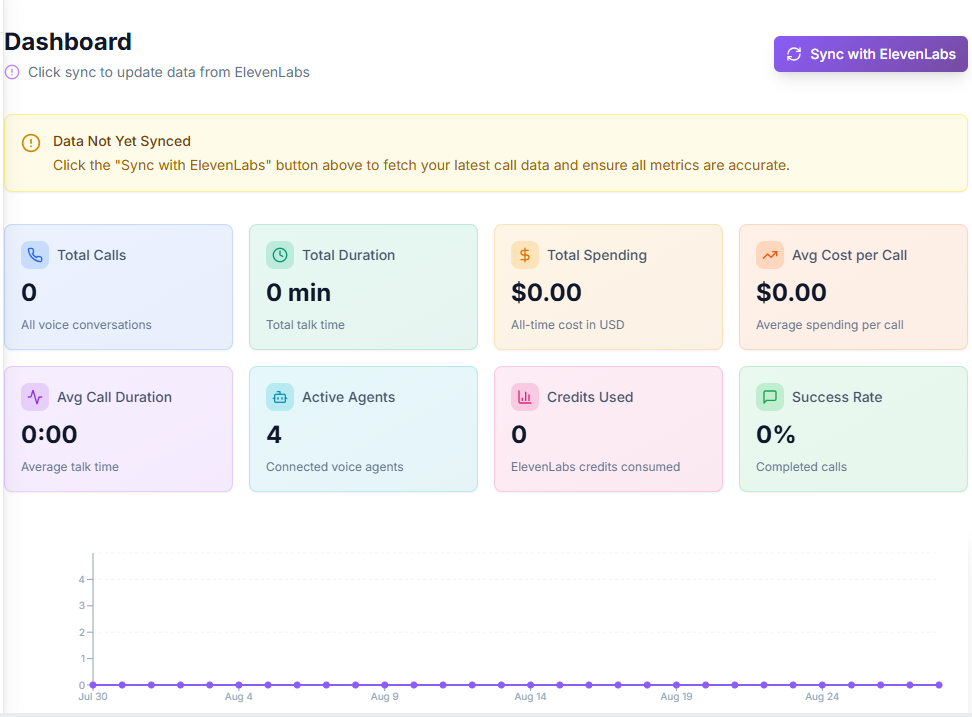 Dashboard
Click sync to update data from ElevenLabs
Sync with ElevenLabs
Data Not Yet Synced
Click the "Sync with ElevenLabs" button above to fetch your latest call data and ensure all metrics are accurate.
Total Calls
0
All voice conversations
Total Duration
0 min
Total talk time
Total Spending
$0.00
All-time cost in USD
Avg Cost per Call
$0.00
Average spending per call
Avg Call Duration
0:00
Average talk time
Active Agents
4
Connected voice agents
Credits Used
0
ElevenLabs credits consumed
Success Rate
0%
Completed calls
4
3
2
1
0
Jul 30 Aug 4 Aug 9 Aug 14 Aug 19 Aug 24